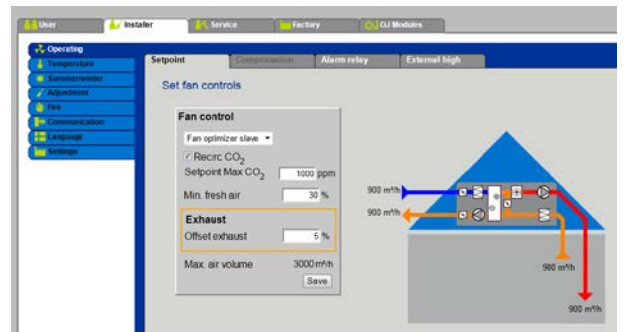 User Installer Service Factory OJ Modules
Operating
Temperature
Summer/winter
Adjustment
Fire
Communication
Language
Settings
Setpoint Compensation Alarm relay External high
Set fan controls
Fan control
Fan optimizer slave
Recirc CO2
Setpoint Max CO2 1000 ppm
Min. fresh air 30 %
Exhaust
Offset exhaust 5 %
Max. air volume 3000 m³/h
Save
900 m³/h
900 m³/h
900 m³/h
900 m³/h